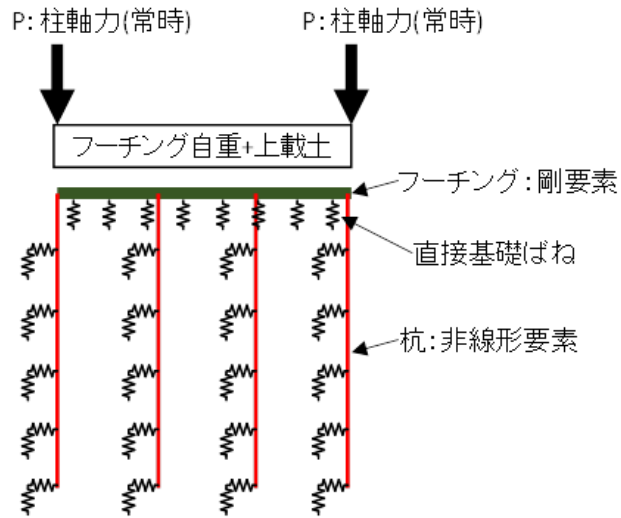 P:柱軸力(常時)
P:柱軸力(常時)
フーチング自重+上載土
フーチング:剛要素
直接基礎ばね
杭:非線形要素